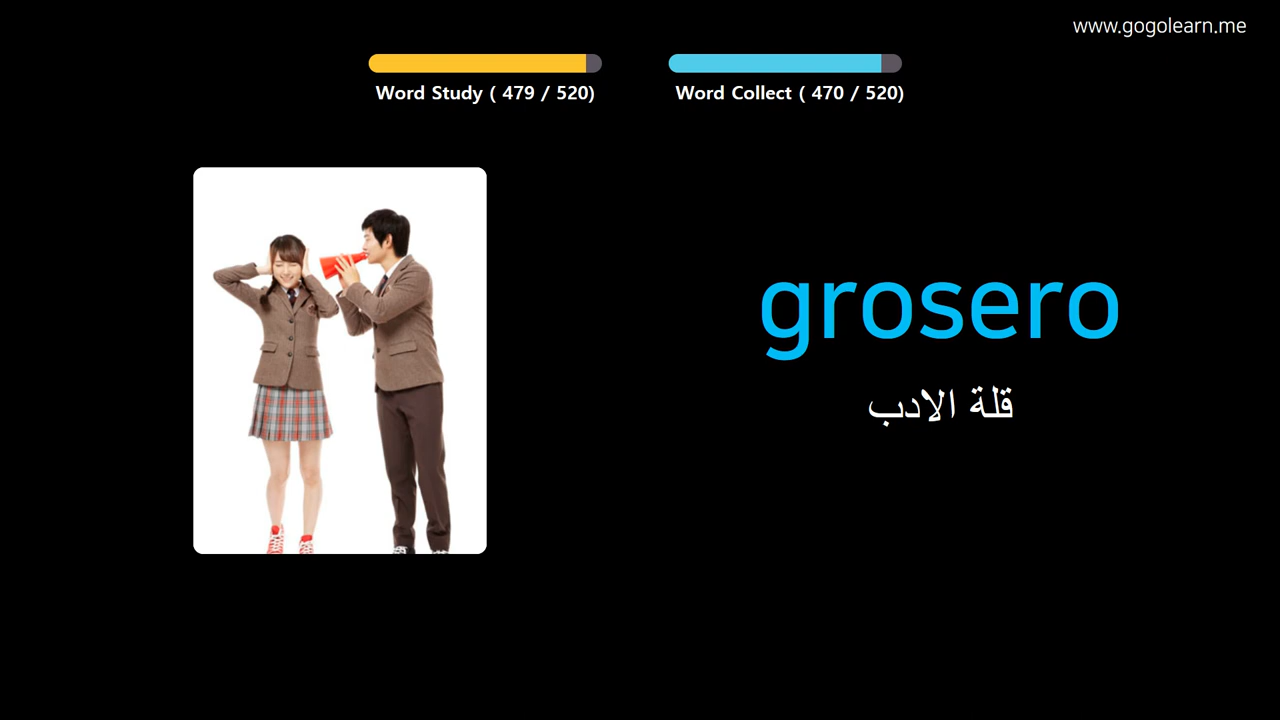 www.gogolearn.me
Word Study ( 479 / 520)
Word Collect ( 470 / 520)
grosero
قلة الادب